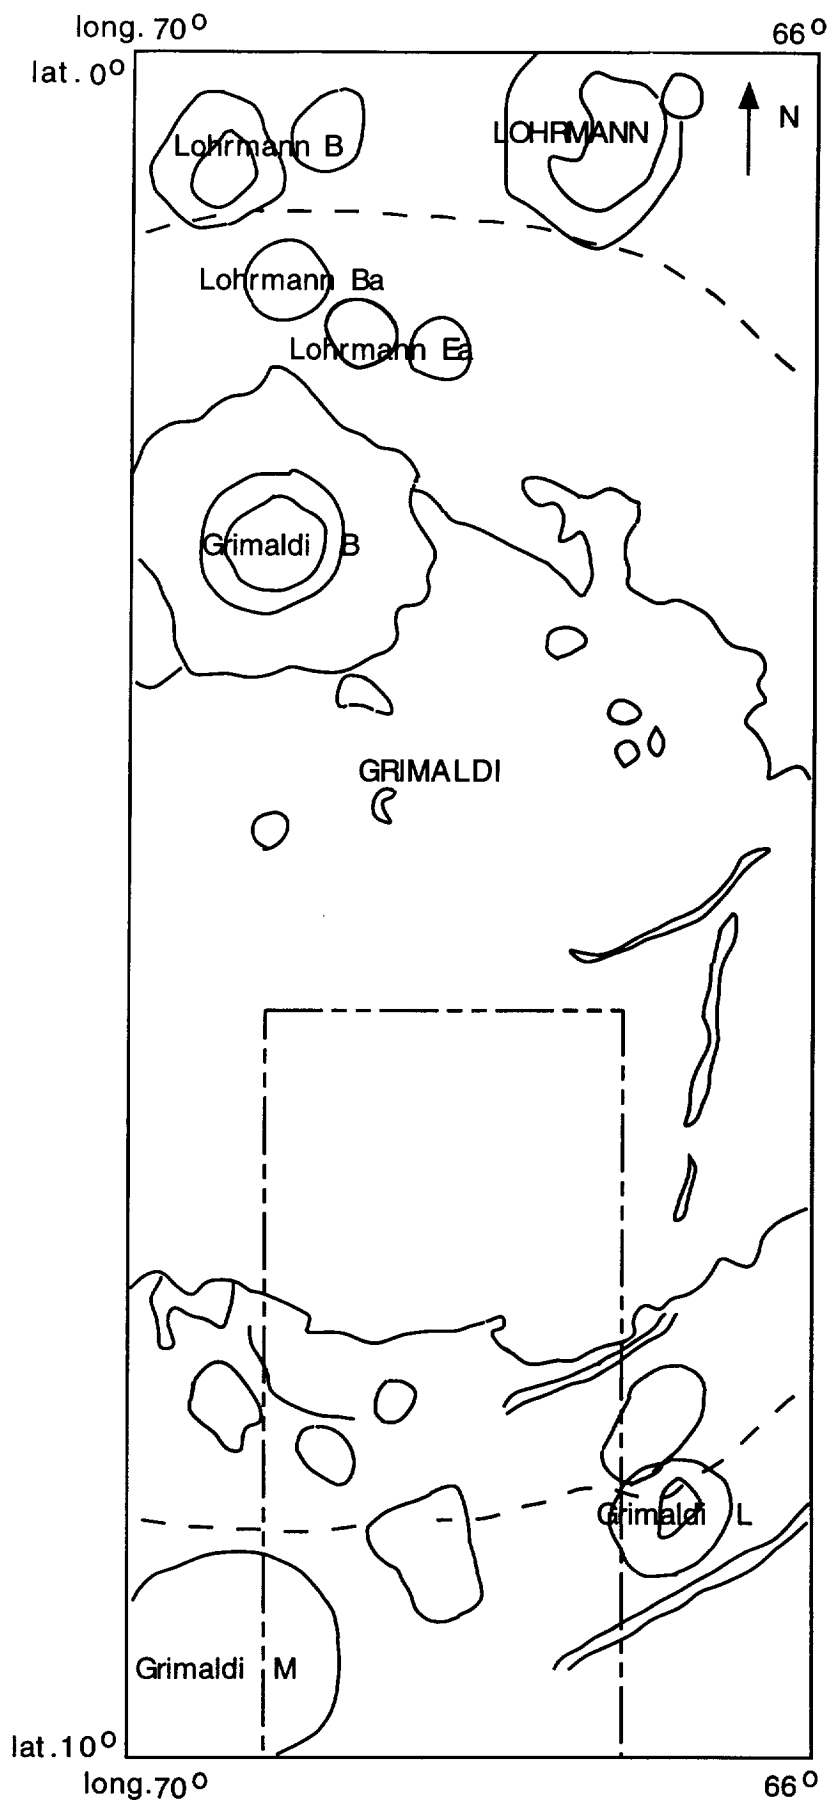 long. 70°
66°
lat. 0°
N
Lohrmann B
LOHRMANN
Lohrmann Ba
Lohrmann Ea
Grimaldi B
GRIMALDI
Grimaldi L
Grimaldi M
lat.10°
long.70°
66°